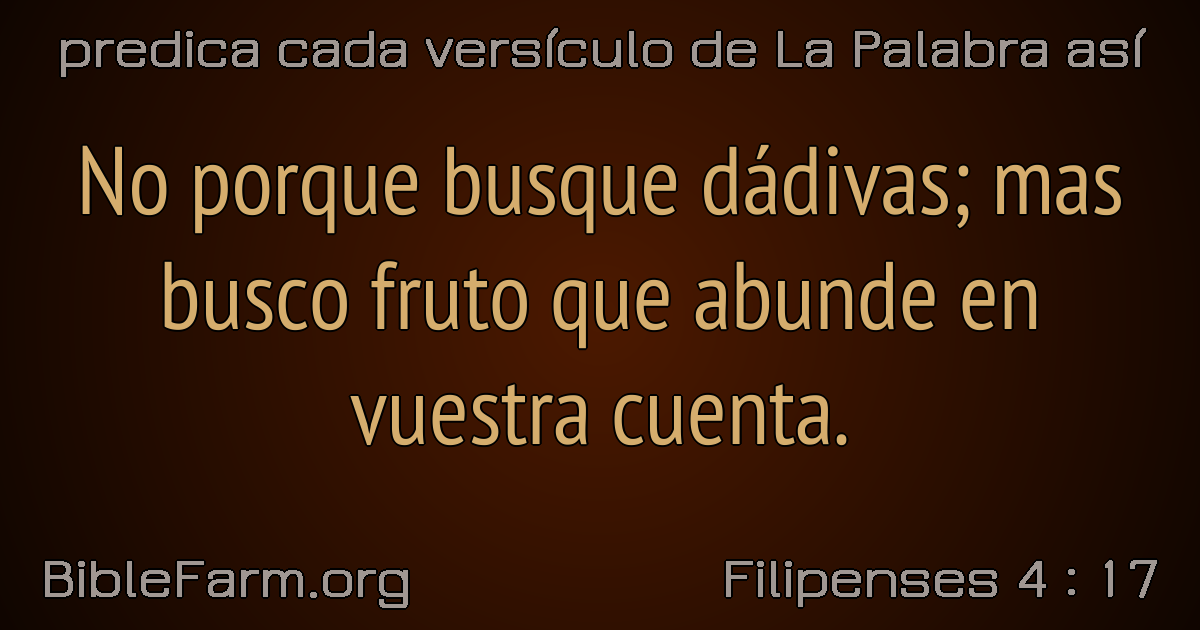 predica cada versículo de La Palabra así
No porque busque dádivas; mas
busco fruto que abunde en
vuestra cuenta.
BibleFarm.org
Filipenses 4 : 17